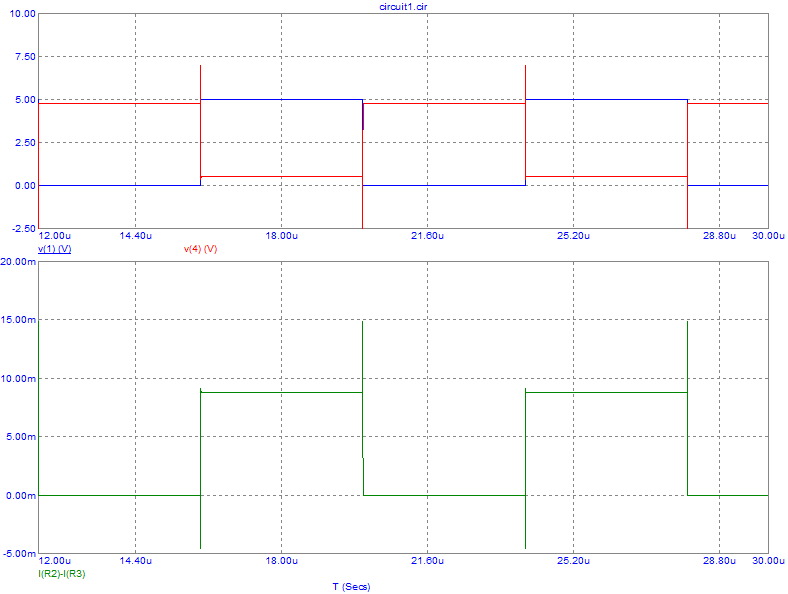 circuit1.cir
10.00
7.50
5.00
2.50
0.00
-2.50
12.00u 14.40u 18.00u 21.60u 25.20u 28.80u 30.00u
v(1) (V) v(4) (V)
20.00m
15.00m
10.00m
5.00m
0.00m
-5.00m
12.00u 14.40u 18.00u 21.60u 25.20u 28.80u 30.00u
I(R2)-I(R3)
T (Secs)